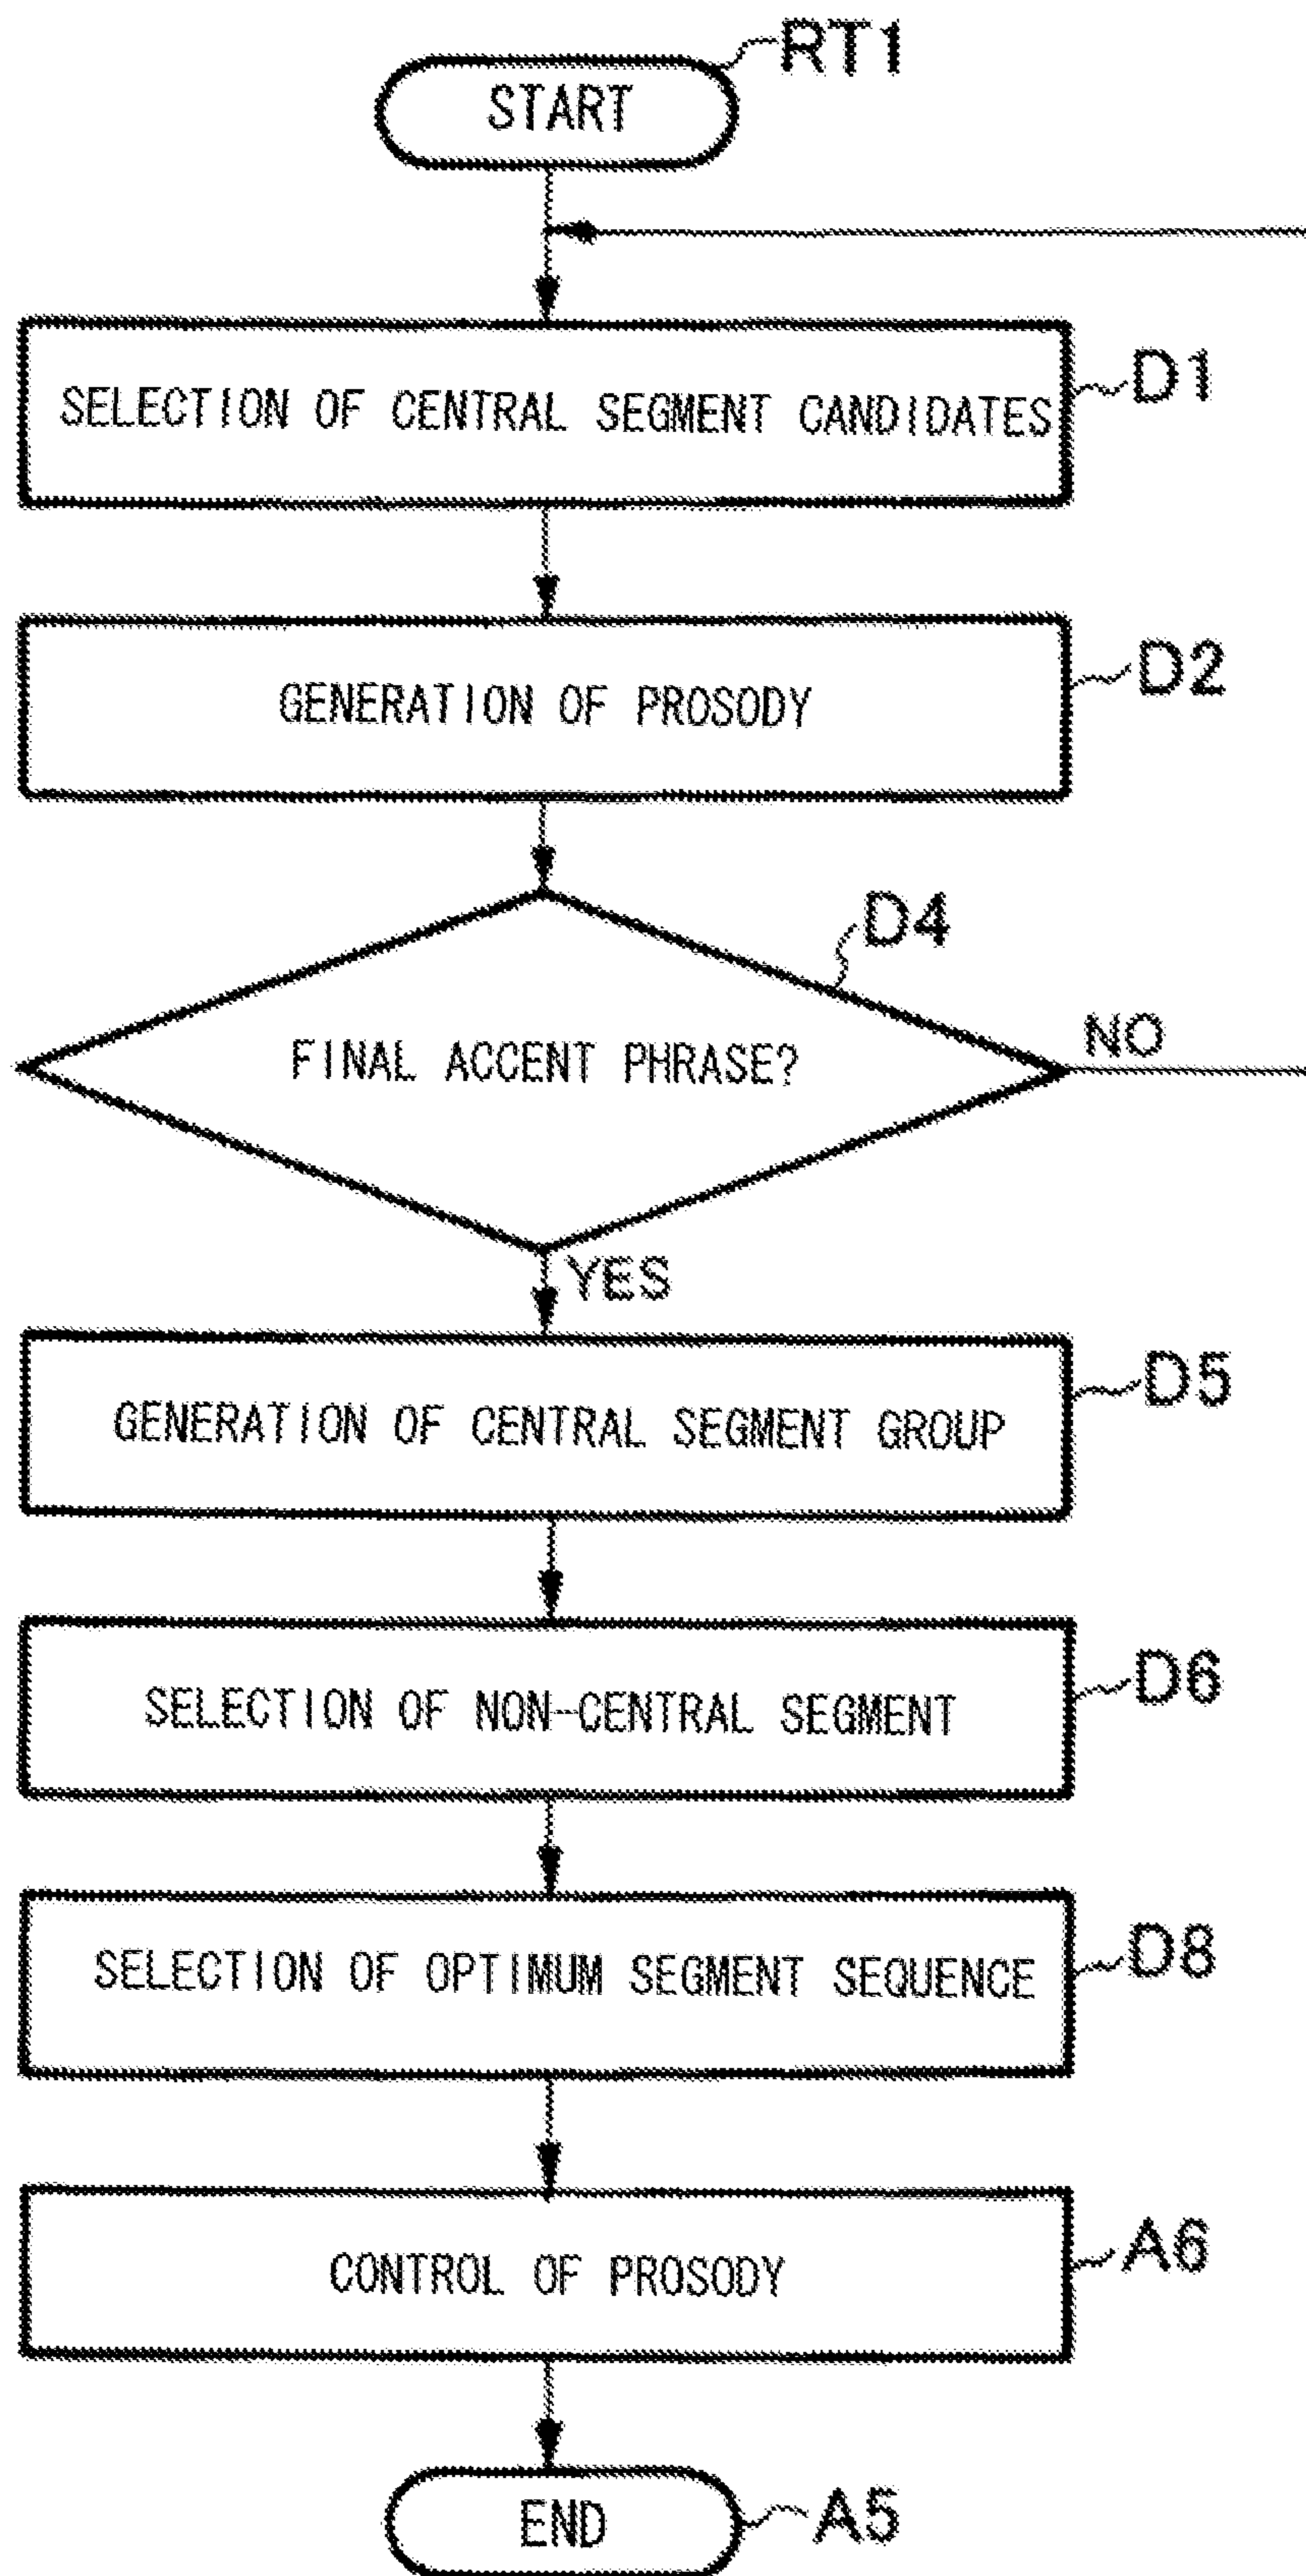 RT1
START
SELECTION OF CENTRAL SEGMENT CANDIDATES
D1
GENERATION OF PROSODY
D2
D4
FINAL ACCENT PHRASE?
NO
YES
GENERATION OF CENTRAL SEGMENT GROUP
D5
SELECTION OF NON-CENTRAL SEGMENT
D6
SELECTION OF OPTIMUM SEGMENT SEQUENCE
D8
CONTROL OF PROSODY
A6
END
A5